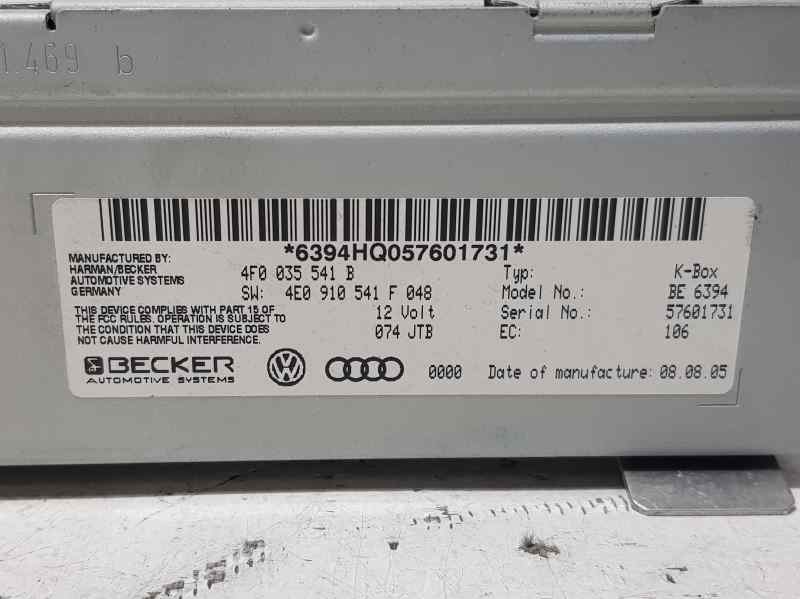 1.469 b
*6394HQ057601731*
MANUFACTURED BY:
HARMAN/BECKER
AUTOMOTIVE SYSTEMS
GERMANY
4F0 035 541 B
SW: 4E0 910 541 F 048
Typ: K-Box
Model No.: BE 6394
THIS DEVICE COMPLIES WITH PART 15 OF
THE FCC RULES. OPERATION IS SUBJECT TO
THE CONDITION THAT THIS DEVICE DOES
NOT CAUSE HARMFUL INTERFERENCE.
12 Volt
074 JTB
Serial No.: 57601731
EC: 106
BECKER
AUTOMOTIVE SYSTEMS
0000 Date of manufacture: 08.08.05